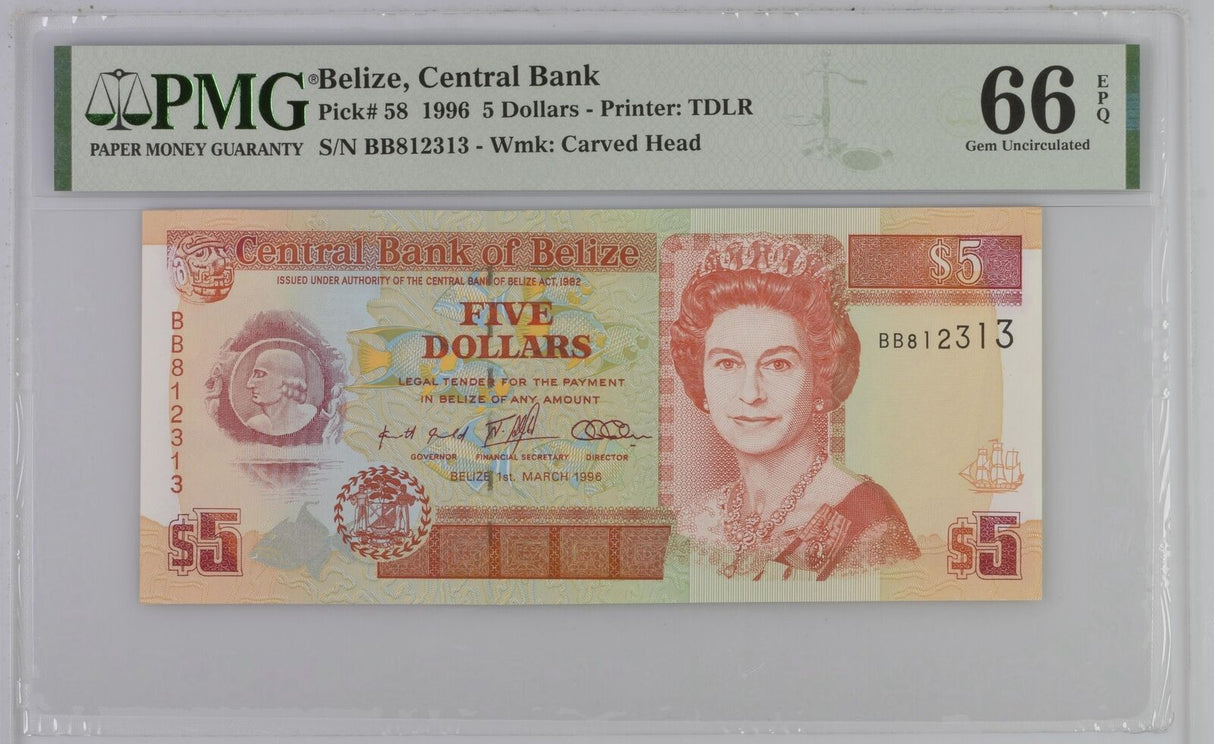 PMG®
PAPER MONEY GUARANTY
Belize, Central Bank
Pick# 58 1996 5 Dollars - Printer: TDLR
S/N BB812313 - Wmk: Carved Head
66
EPQ
Gem Uncirculated
Central Bank of Belize
$5
ISSUED UNDER AUTHORITY OF THE CENTRAL BANK OF BELIZE ACT, 1982
FIVE
DOLLARS
BB812313
BB812313
LEGAL TENDER FOR THE PAYMENT
IN BELIZE OF ANY AMOUNT
GOVERNOR FINANCIAL SECRETARY DIRECTOR
BELIZE 1st. MARCH 1996
$5
$5